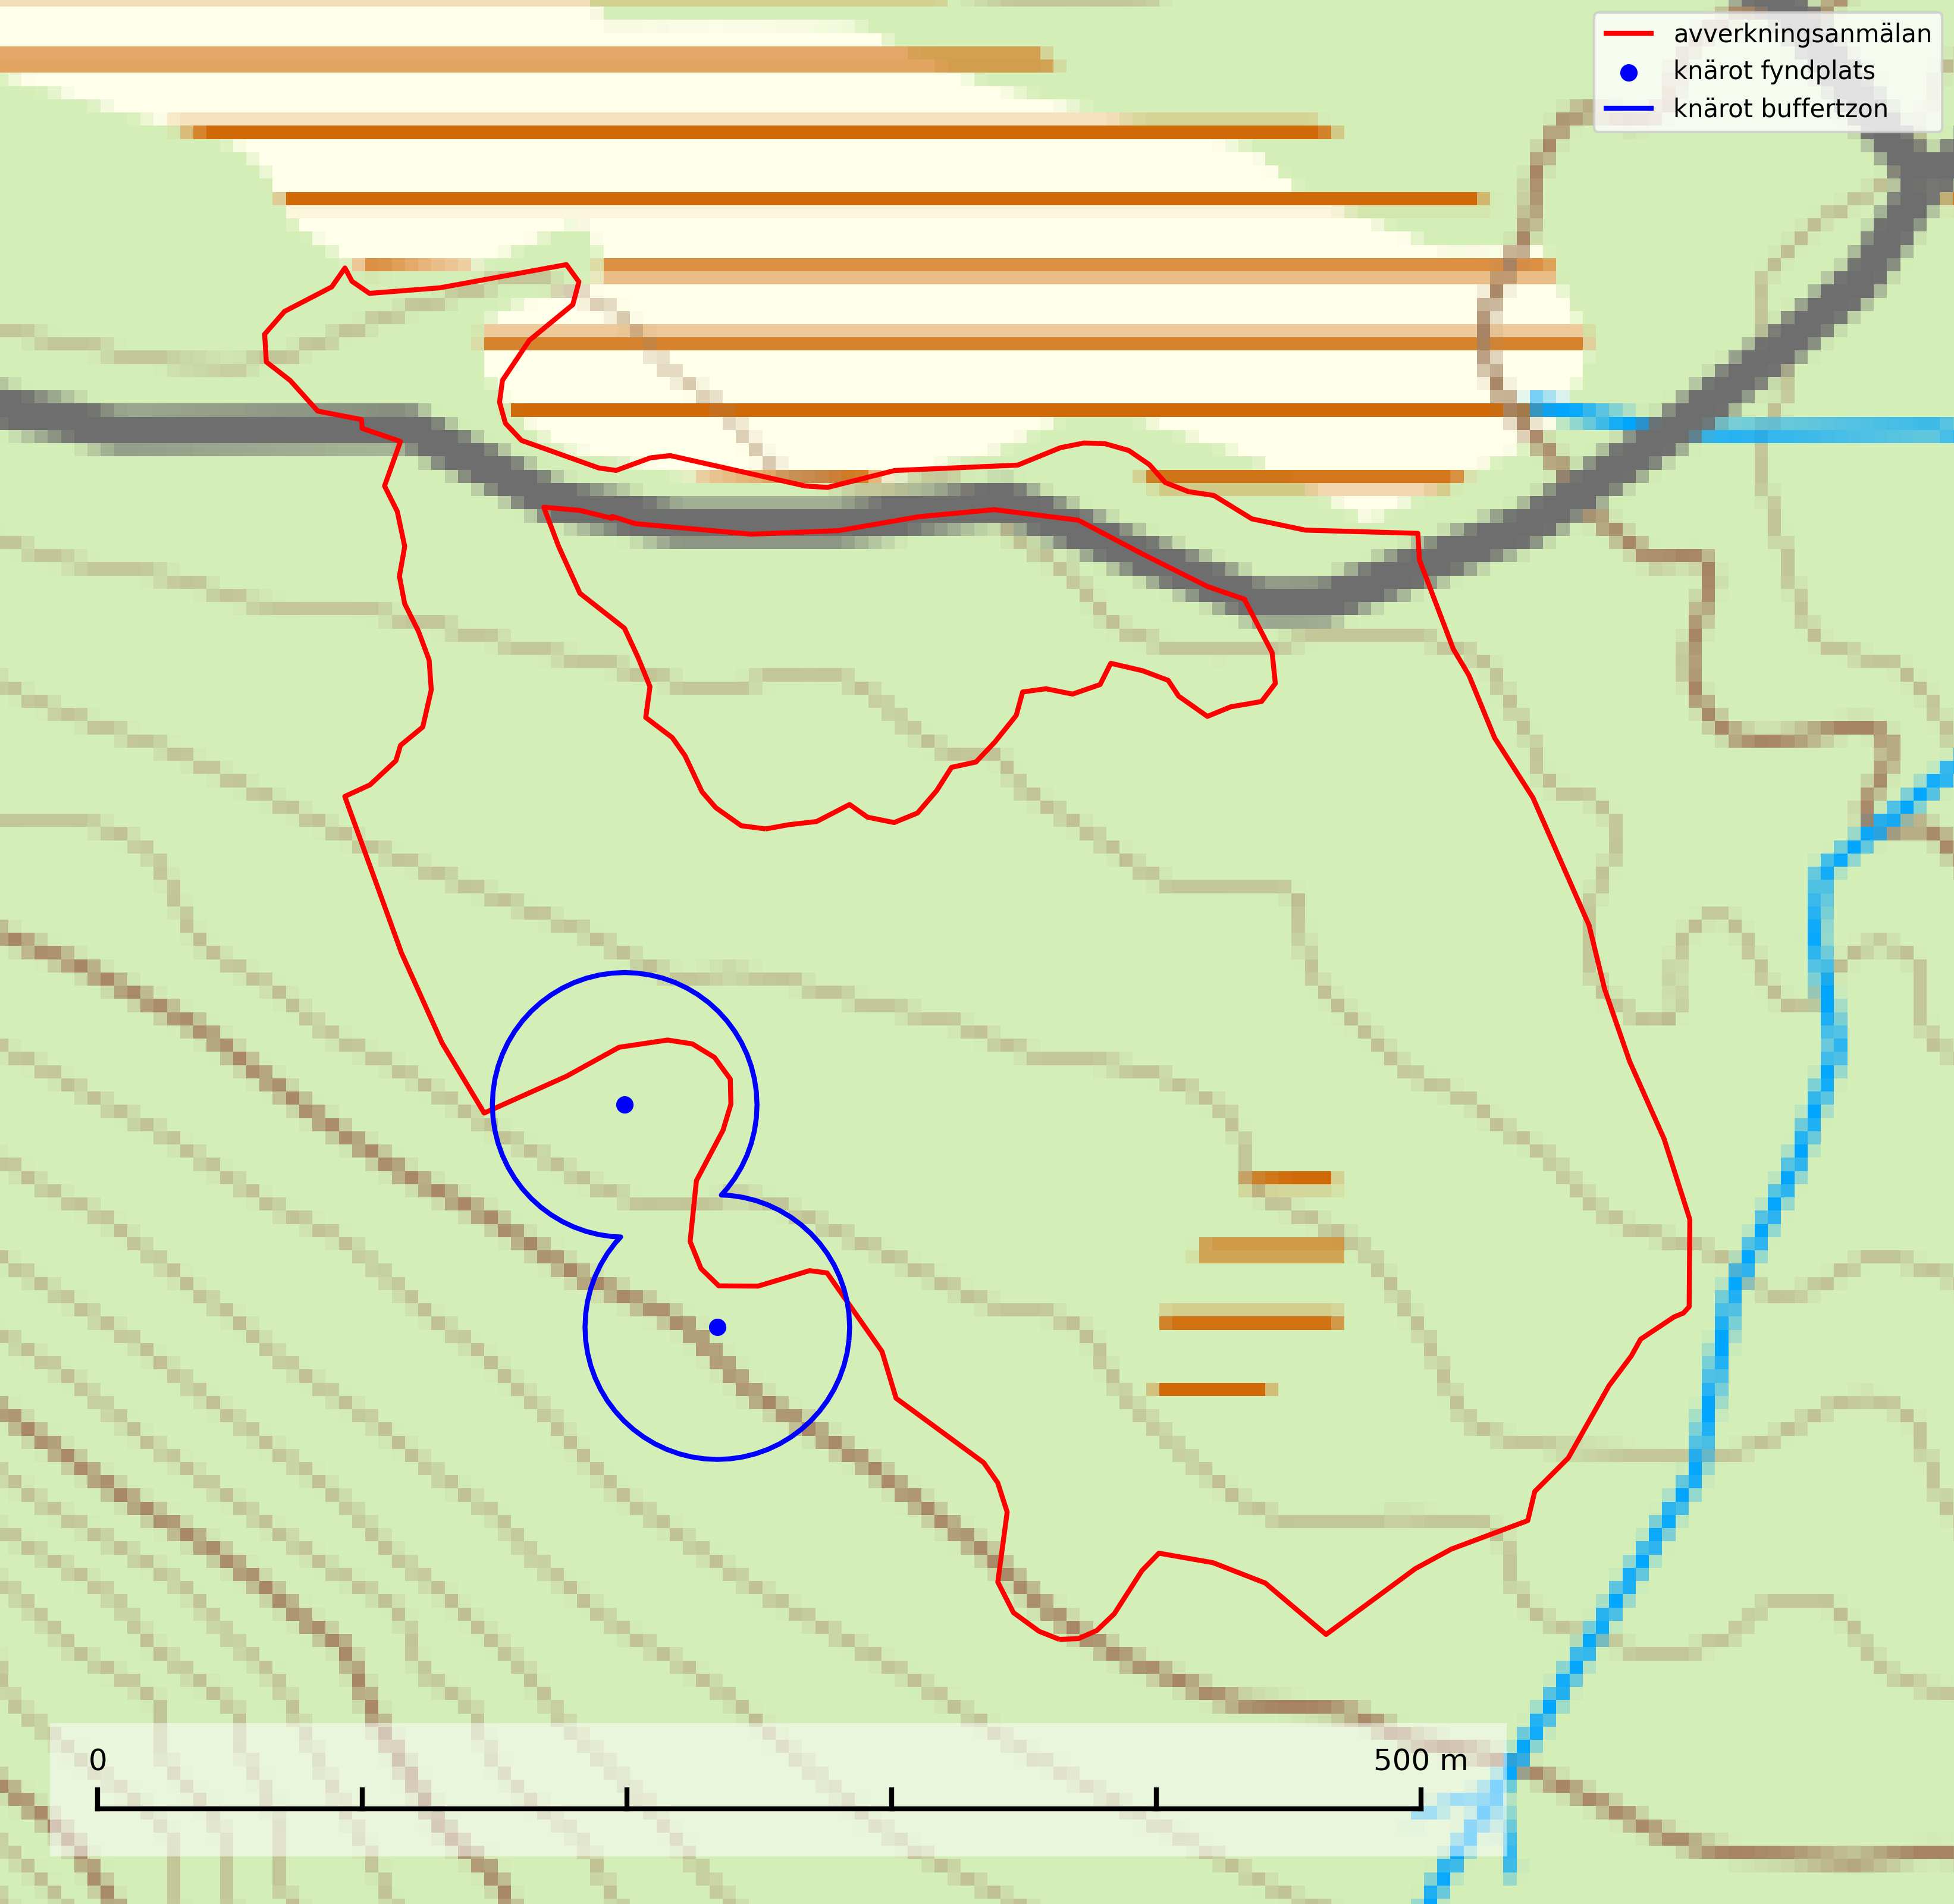 avverkningsanmälan
knärot fyndplats
knärot buffertzon
0 500 m